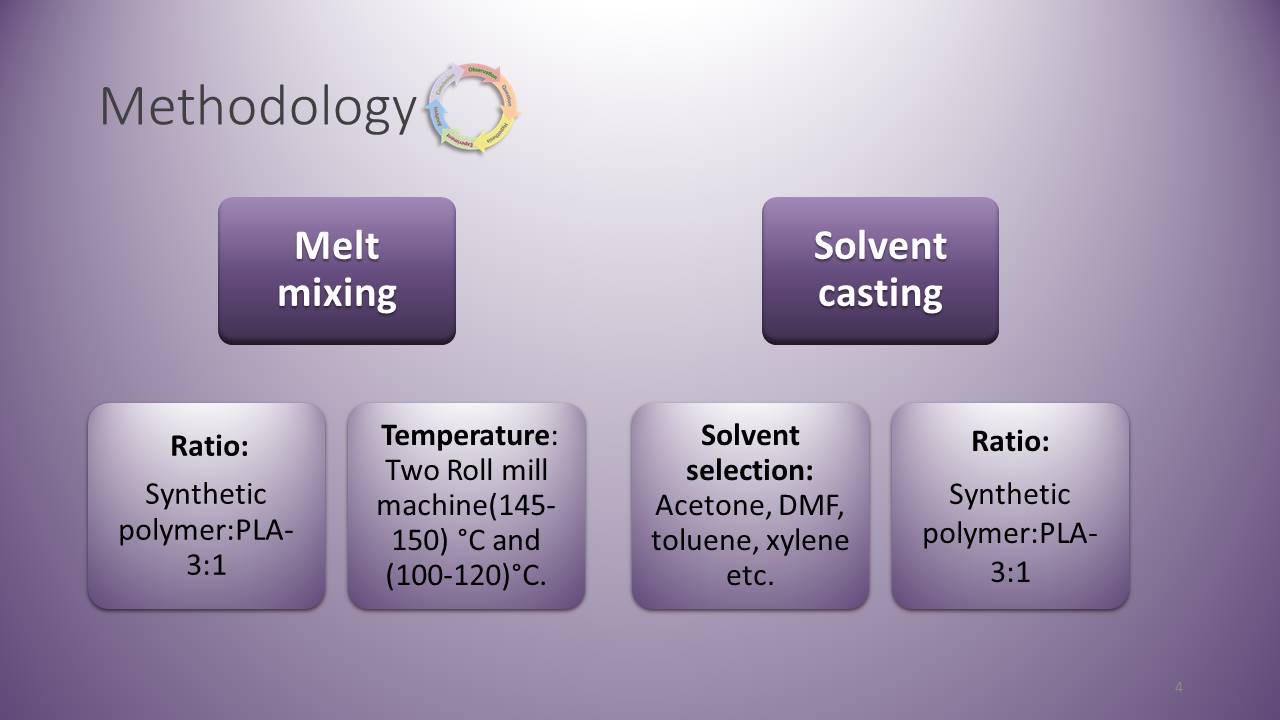 Methodology
Observation
Question
Hypothesis
Experiment
Analysis
Conclusion
Melt
mixing
Solvent
casting
Ratio:
Synthetic
polymer:PLA-
3:1
Temperature:
Two Roll mill
machine(145-
150) °C and
(100-120)°C.
Solvent
selection:
Acetone, DMF,
toluene, xylene
etc.
Ratio:
Synthetic
polymer:PLA-
3:1
4